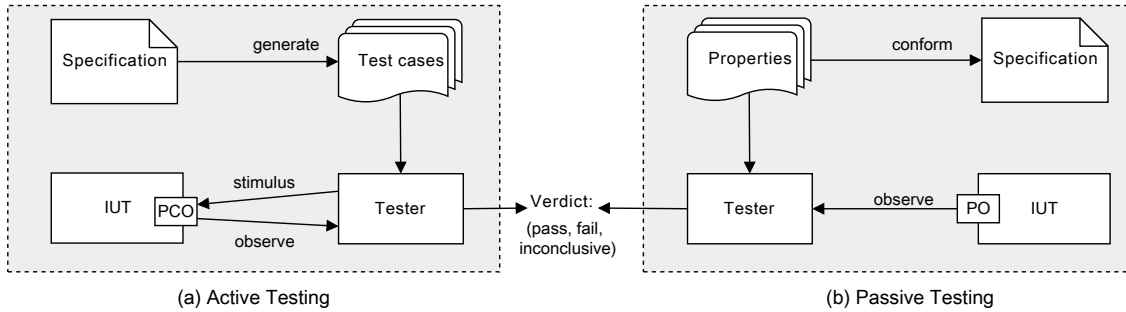 Specification
generate
Test cases
IUT
PCO
stimulus
observe
Tester
(a) Active Testing
Verdict:
(pass, fail,
inconclusive)
Properties
conform
Specification
Tester
observe
PO
IUT
(b) Passive Testing